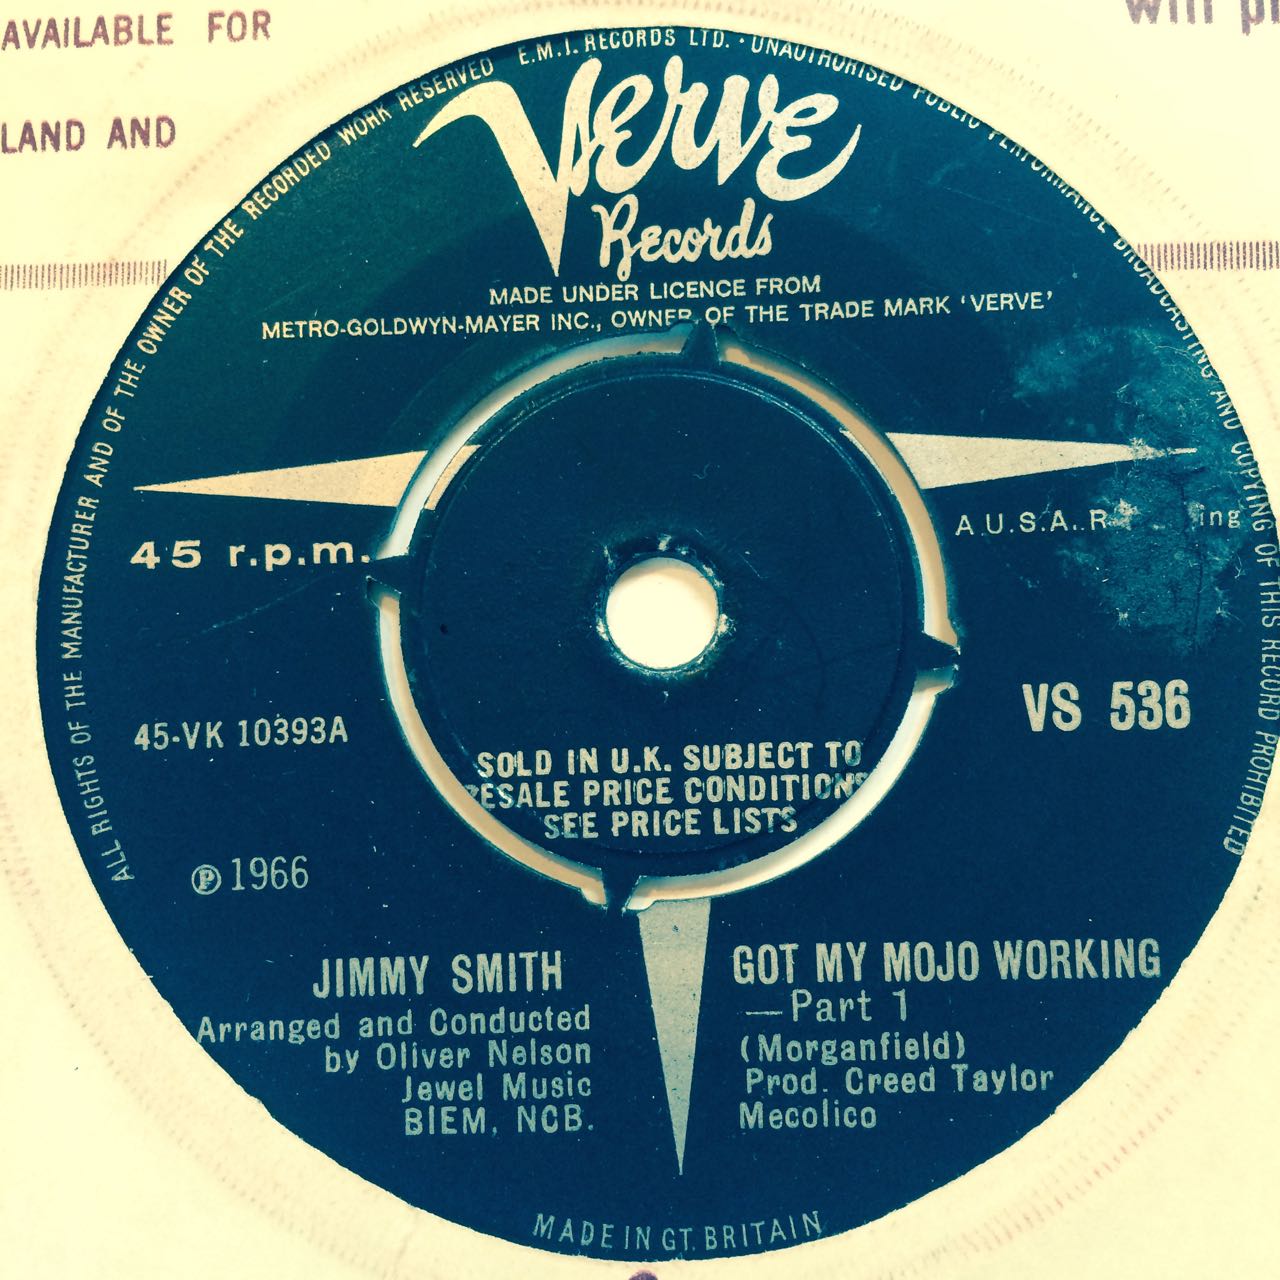 AVAILABLE FOR
LAND AND
will
ALL RIGHTS OF THE MANUFACTURER AND OF THE OWNER OF THE RECORDED WORK RESERVED E.M.I. RECORDS LTD. · UNAUTHORISED PUBLIC PERFORMANCE BROADCASTING AND COPYING OF THIS RECORD PROHIBITED
Verve
Records
MADE UNDER LICENCE FROM
METRO-GOLDWYN-MAYER INC., OWNER OF THE TRADE MARK ‘VERVE’
45 r.p.m.
A U.S.A.
45-VK 10393A
VS 536
SOLD IN U.K. SUBJECT TO
RESALE PRICE CONDITIONS
SEE PRICE LISTS
℗ 1966
JIMMY SMITH
Arranged and Conducted
by Oliver Nelson
Jewel Music
BIEM, NCB.
GOT MY MOJO WORKING
—Part 1
(Morganfield)
Prod. Creed Taylor
Mecolico
MADE IN GT. BRITAIN